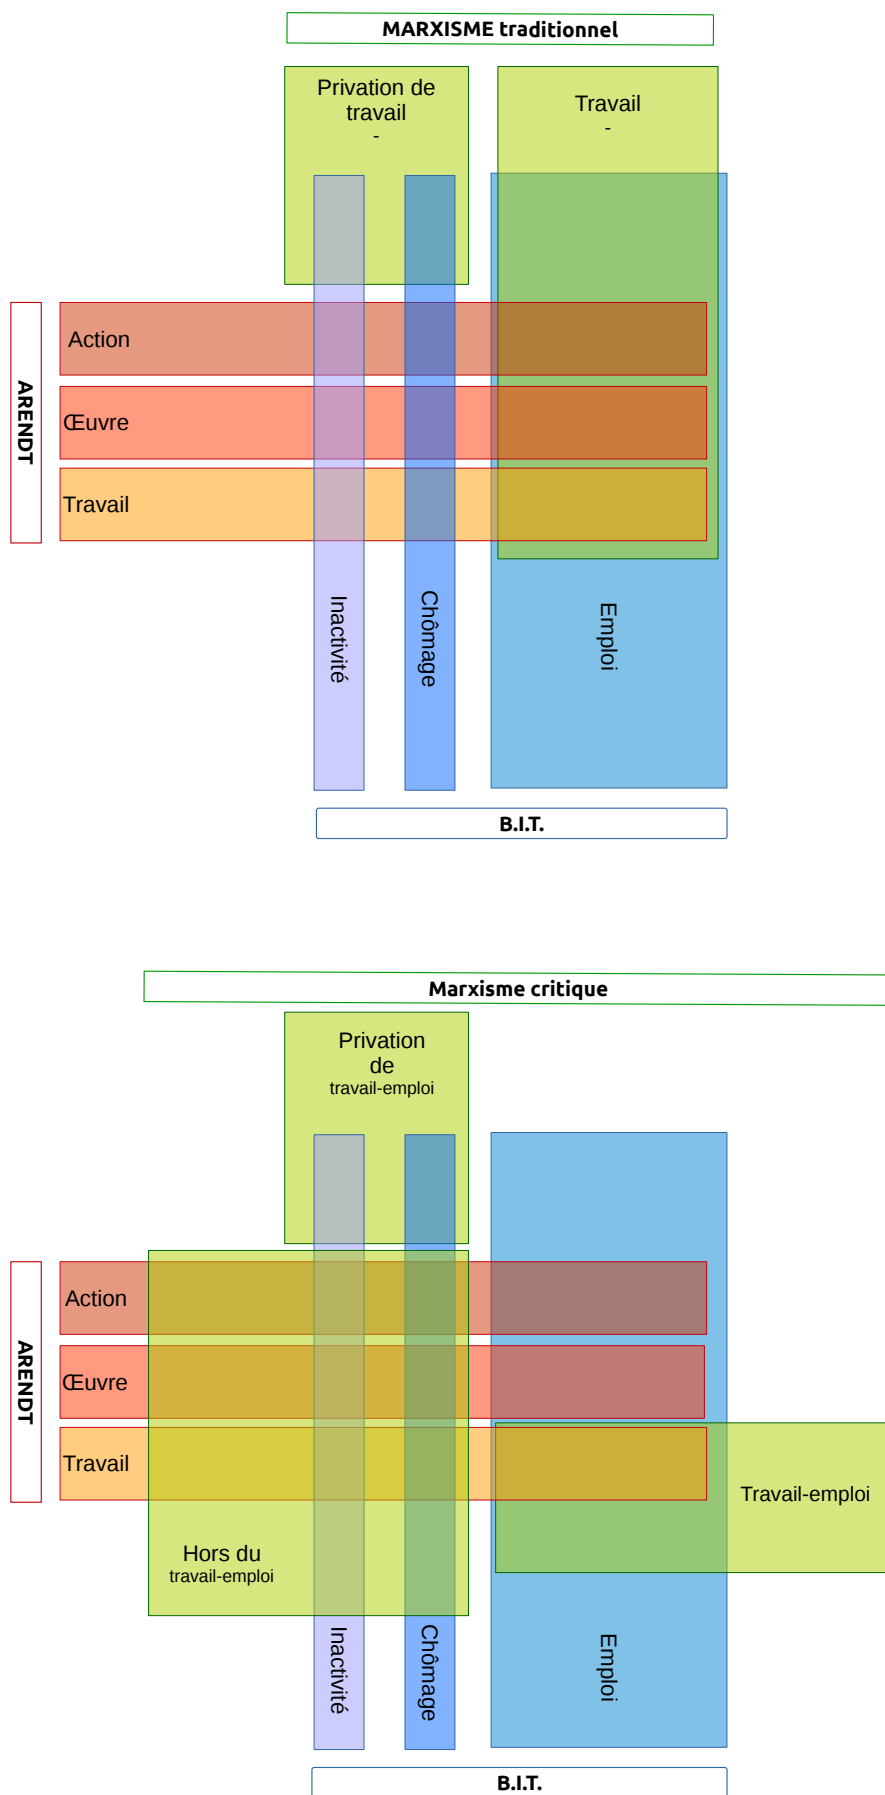 MARXISME traditionnel
Privation de
travail
-
Travail
-
ARENDT
Action
Œuvre
Travail
Inactivité
Chômage
Emploi
B.I.T.
Marxisme critique
Privation
de
travail-emploi
ARENDT
Action
Œuvre
Travail
Travail-emploi
Hors du
travail-emploi
Inactivité
Chômage
Emploi
B.I.T.